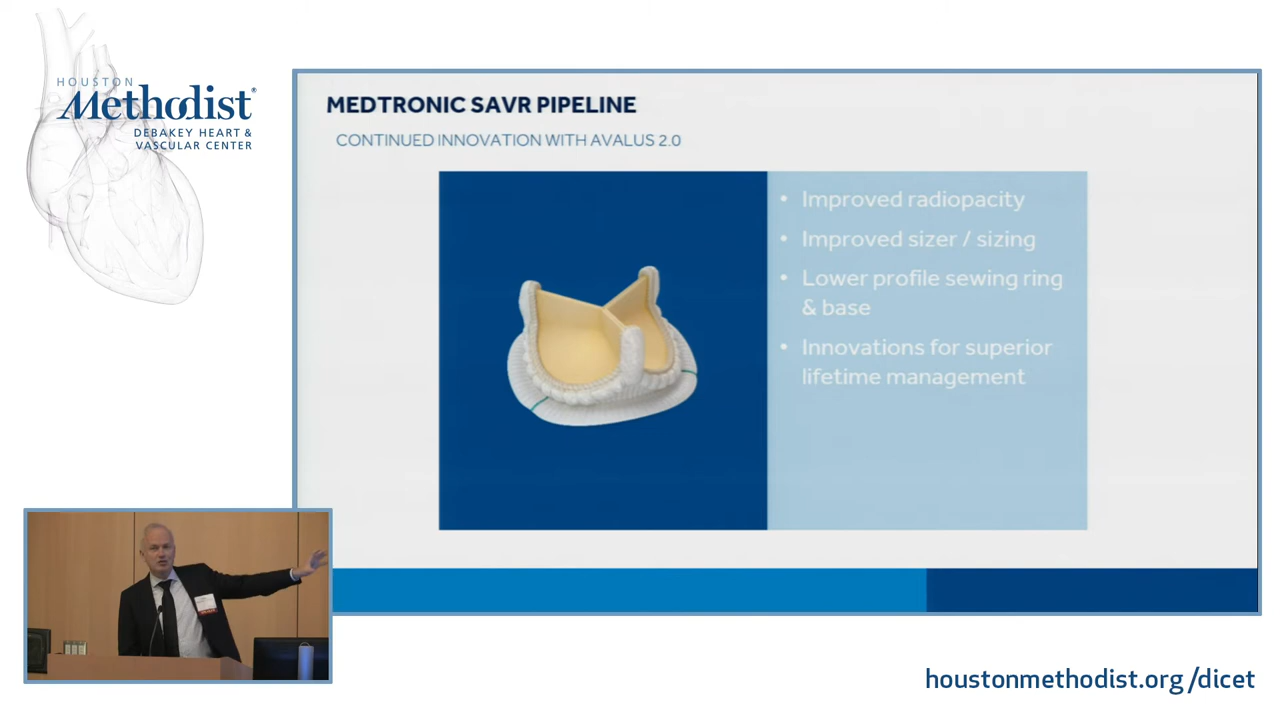 HOUSTON
Methodist®
DEBAKEY HEART &
VASCULAR CENTER
MEDTRONIC SAVR PIPELINE
CONTINUED INNOVATION WITH AVALUS 2.0
• Improved radiopacity
• Improved sizer / sizing
• Lower profile sewing ring
& base
• Innovations for superior
lifetime management
houstonmethodist.org/dicet